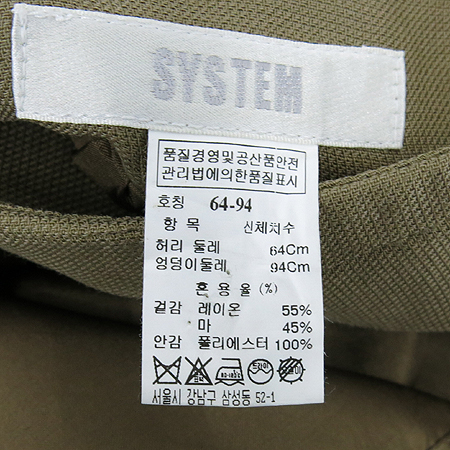 SYSTEM
품질경영및공산품안전
관리법에의한품질표시
호칭 64-94
항 목 신체치수
허리 둘레 64Cm
엉덩이둘레 94Cm
혼 용 율 (%)
겉감 레이온 55%
마 45%
안감 폴리에스터 100%
드라이
서울시 강남구 삼성동 52-1